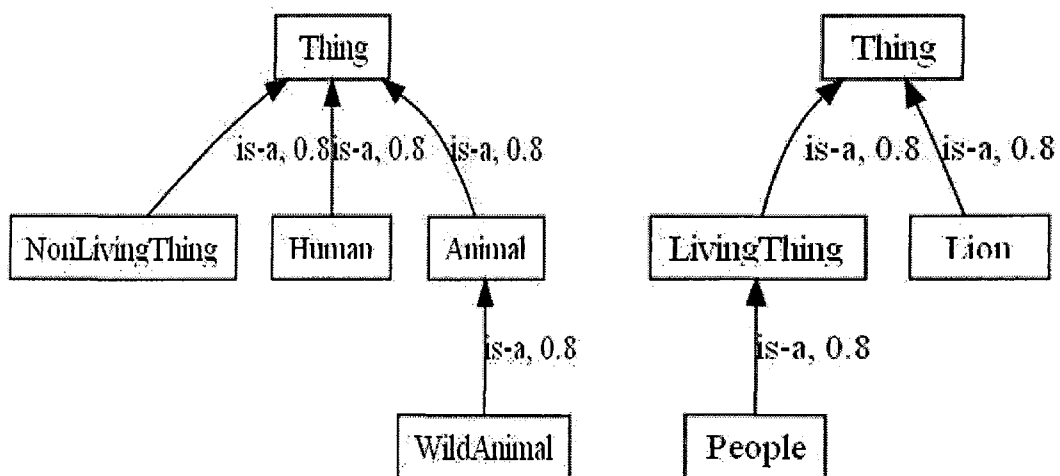 Thing
Thing
is-a, 0.8
is-a, 0.8
is-a, 0.8
is-a, 0.8
is-a, 0.8
NonLivingThing
Human
Animal
LivingThing
Lion
is-a, 0.8
is-a, 0.8
WildAnimal
People